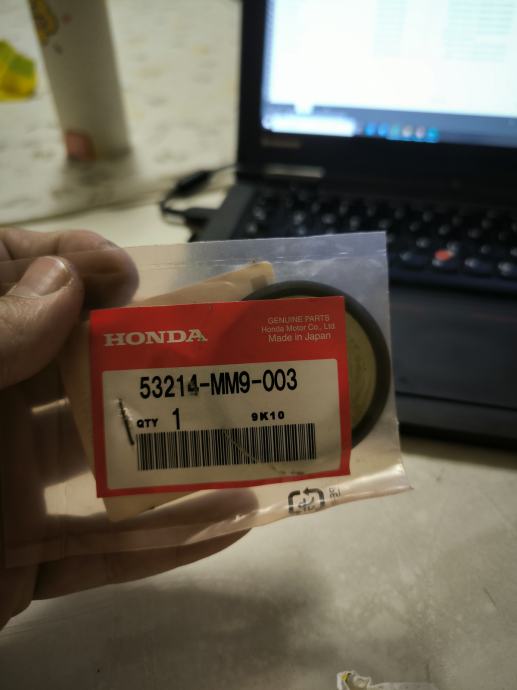 HONDA
GENUINE PARTS
Honda Motor Co., Ltd
Made in Japan
53214-MM9-003
QTY 1
9K10